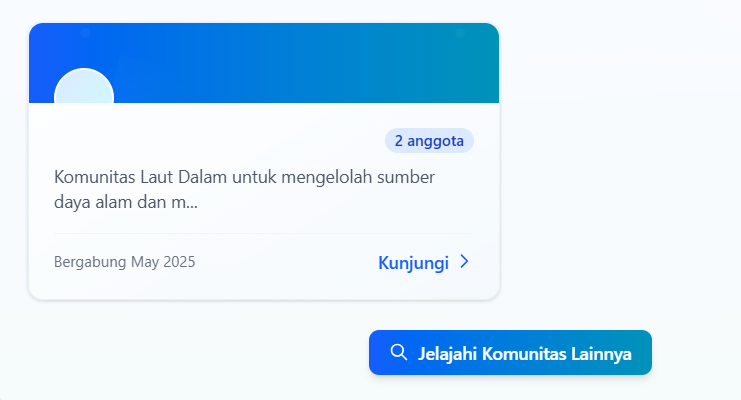 2 anggota
Komunitas Laut Dalam untuk mengelolah sumber
daya alam dan m...
Bergabung May 2025
Kunjungi
Jelajahi Komunitas Lainnya